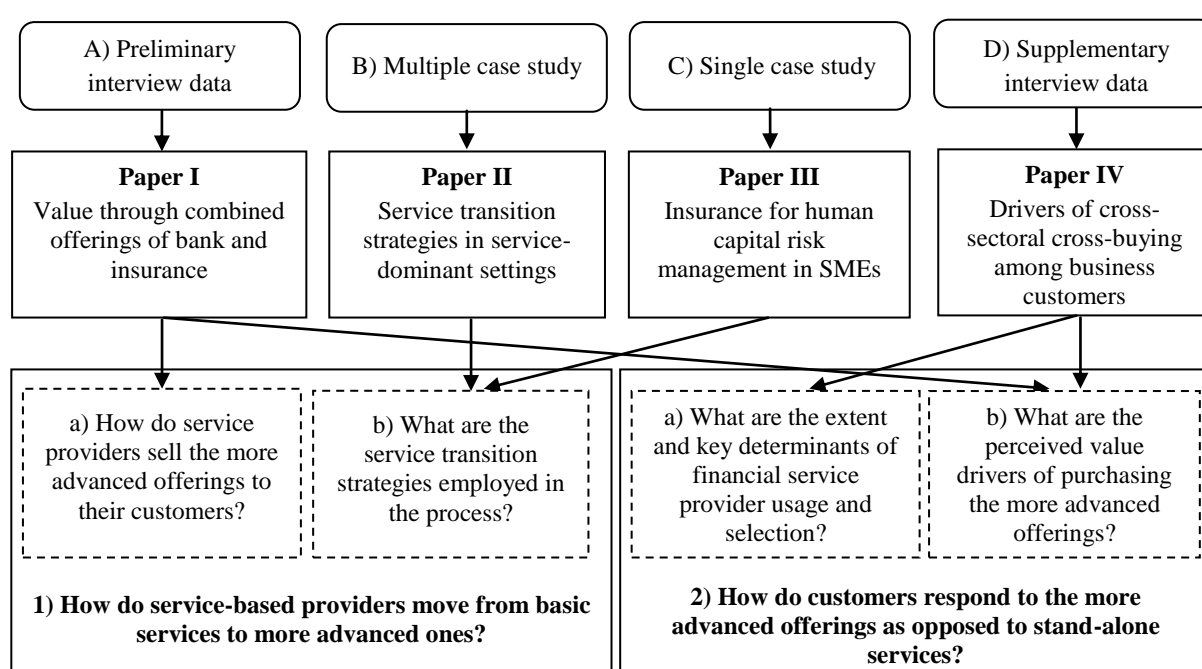 A) Preliminary
interview data
B) Multiple case study
C) Single case study
D) Supplementary
interview data
Paper I
Value through combined
offerings of bank and
insurance
Paper II
Service transition
strategies in service-
dominant settings
Paper III
Insurance for human
capital risk
management in SMEs
Paper IV
Drivers of cross-
sectoral cross-buying
among business
customers
a) How do service
providers sell the more
advanced offerings to
their customers?
b) What are the
service transition
strategies employed in
the process?
1) How do service-based providers move from basic
services to more advanced ones?
a) What are the extent
and key determinants of
financial service
provider usage and
selection?
b) What are the
perceived value
drivers of purchasing
the more advanced
offerings?
2) How do customers respond to the more
advanced offerings as opposed to stand-alone
services?